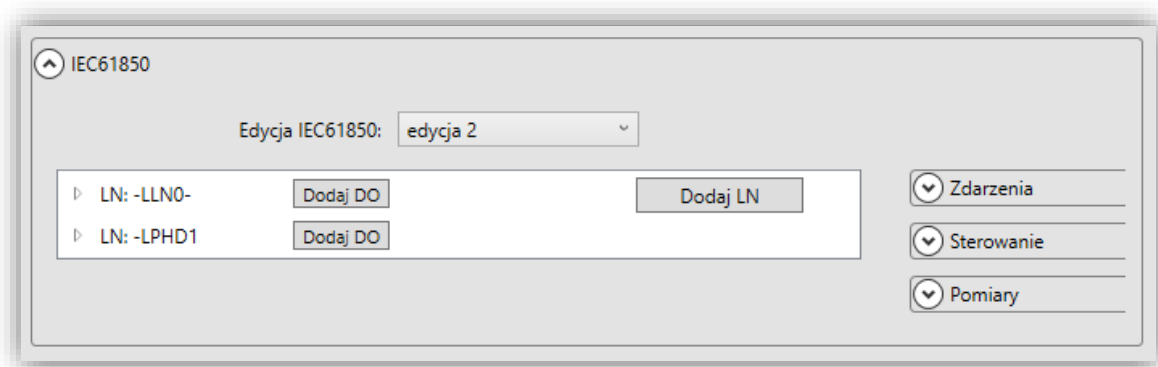 IEC61850
Edycja IEC61850: edycja 2
LN: -LLN0- Dodaj DO Dodaj LN
LN: -LPHD1 Dodaj DO
Zdarzenia
Sterowanie
Pomiary